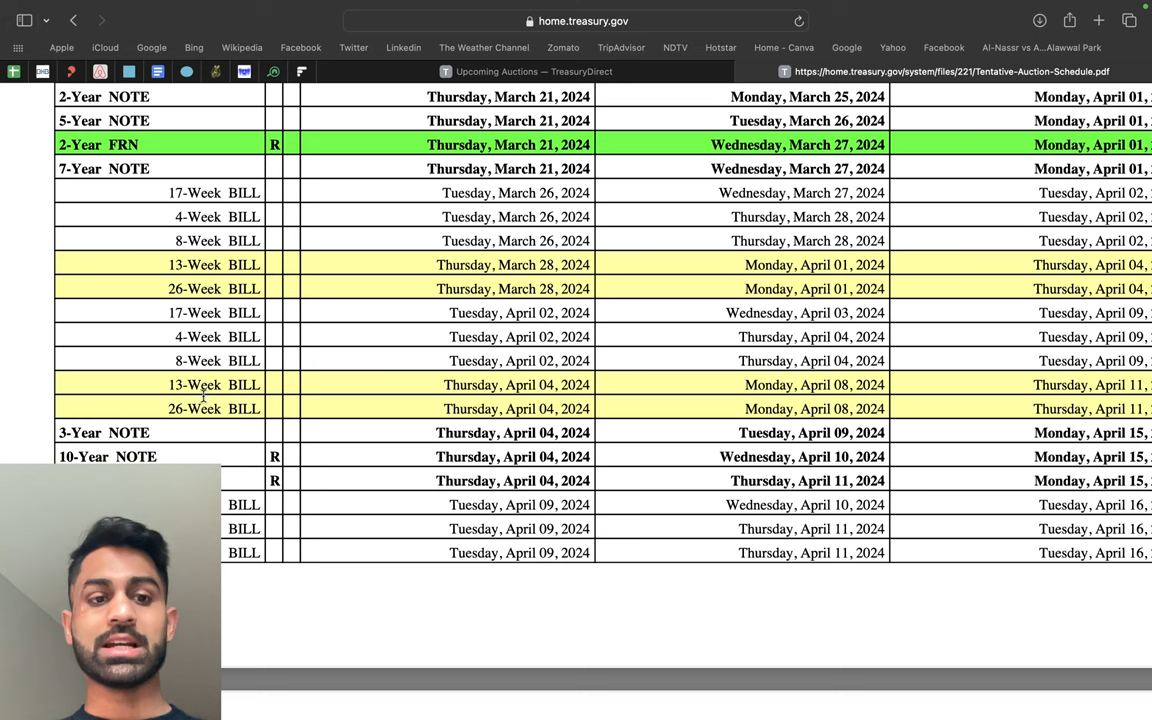 home.treasury.gov
Apple iCloud Google Bing Wikipedia Facebook Twitter Linkedin The Weather Channel Zomato TripAdvisor NDTV Hotstar Home - Canva Google Yahoo Facebook Al-Nassr vs A...Alawwal Park
DHB T Upcoming Auctions — TreasuryDirect T https://home.treasury.gov/system/files/221/Tentative-Auction-Schedule.pdf
2-Year NOTE Thursday, March 21, 2024 Monday, March 25, 2024 Monday, April 01,
5-Year NOTE Thursday, March 21, 2024 Tuesday, March 26, 2024 Monday, April 01,
2-Year FRN R Thursday, March 21, 2024 Wednesday, March 27, 2024 Monday, April 01,
7-Year NOTE Thursday, March 21, 2024 Wednesday, March 27, 2024 Monday, April 01,
17-Week BILL Tuesday, March 26, 2024 Wednesday, March 27, 2024 Tuesday, April 02,
4-Week BILL Tuesday, March 26, 2024 Thursday, March 28, 2024 Tuesday, April 02,
8-Week BILL Tuesday, March 26, 2024 Thursday, March 28, 2024 Tuesday, April 02,
13-Week BILL Thursday, March 28, 2024 Monday, April 01, 2024 Thursday, April 04,
26-Week BILL Thursday, March 28, 2024 Monday, April 01, 2024 Thursday, April 04,
17-Week BILL Tuesday, April 02, 2024 Wednesday, April 03, 2024 Tuesday, April 09,
4-Week BILL Tuesday, April 02, 2024 Thursday, April 04, 2024 Tuesday, April 09,
8-Week BILL Tuesday, April 02, 2024 Thursday, April 04, 2024 Tuesday, April 09,
13-Week BILL Thursday, April 04, 2024 Monday, April 08, 2024 Thursday, April 11,
26-Week BILL Thursday, April 04, 2024 Monday, April 08, 2024 Thursday, April 11,
3-Year NOTE Thursday, April 04, 2024 Tuesday, April 09, 2024 Monday, April 15,
10-Year NOTE R Thursday, April 04, 2024 Wednesday, April 10, 2024 Monday, April 15,
R Thursday, April 04, 2024 Thursday, April 11, 2024 Monday, April 15,
BILL Tuesday, April 09, 2024 Wednesday, April 10, 2024 Tuesday, April 16,
BILL Tuesday, April 09, 2024 Thursday, April 11, 2024 Tuesday, April 16,
BILL Tuesday, April 09, 2024 Thursday, April 11, 2024 Tuesday, April 16,